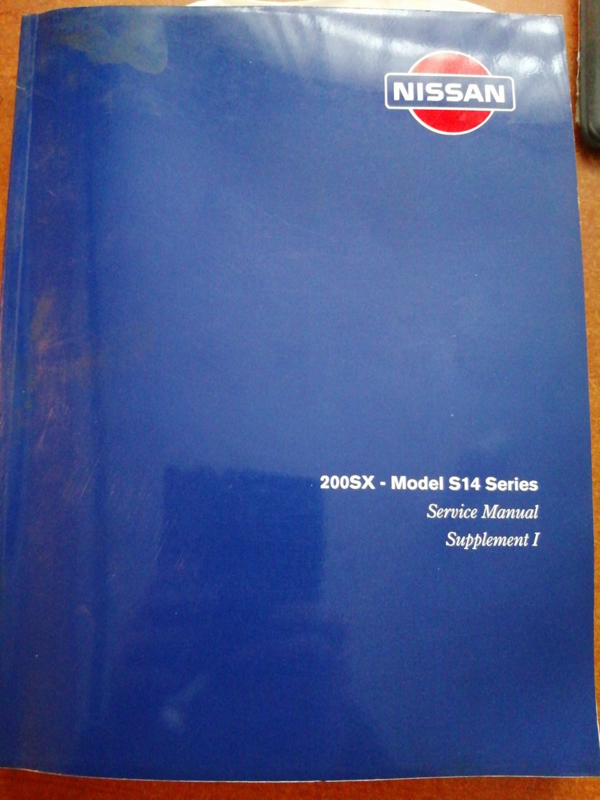 NISSAN
200SX - Model S14 Series
Service Manual
Supplement I